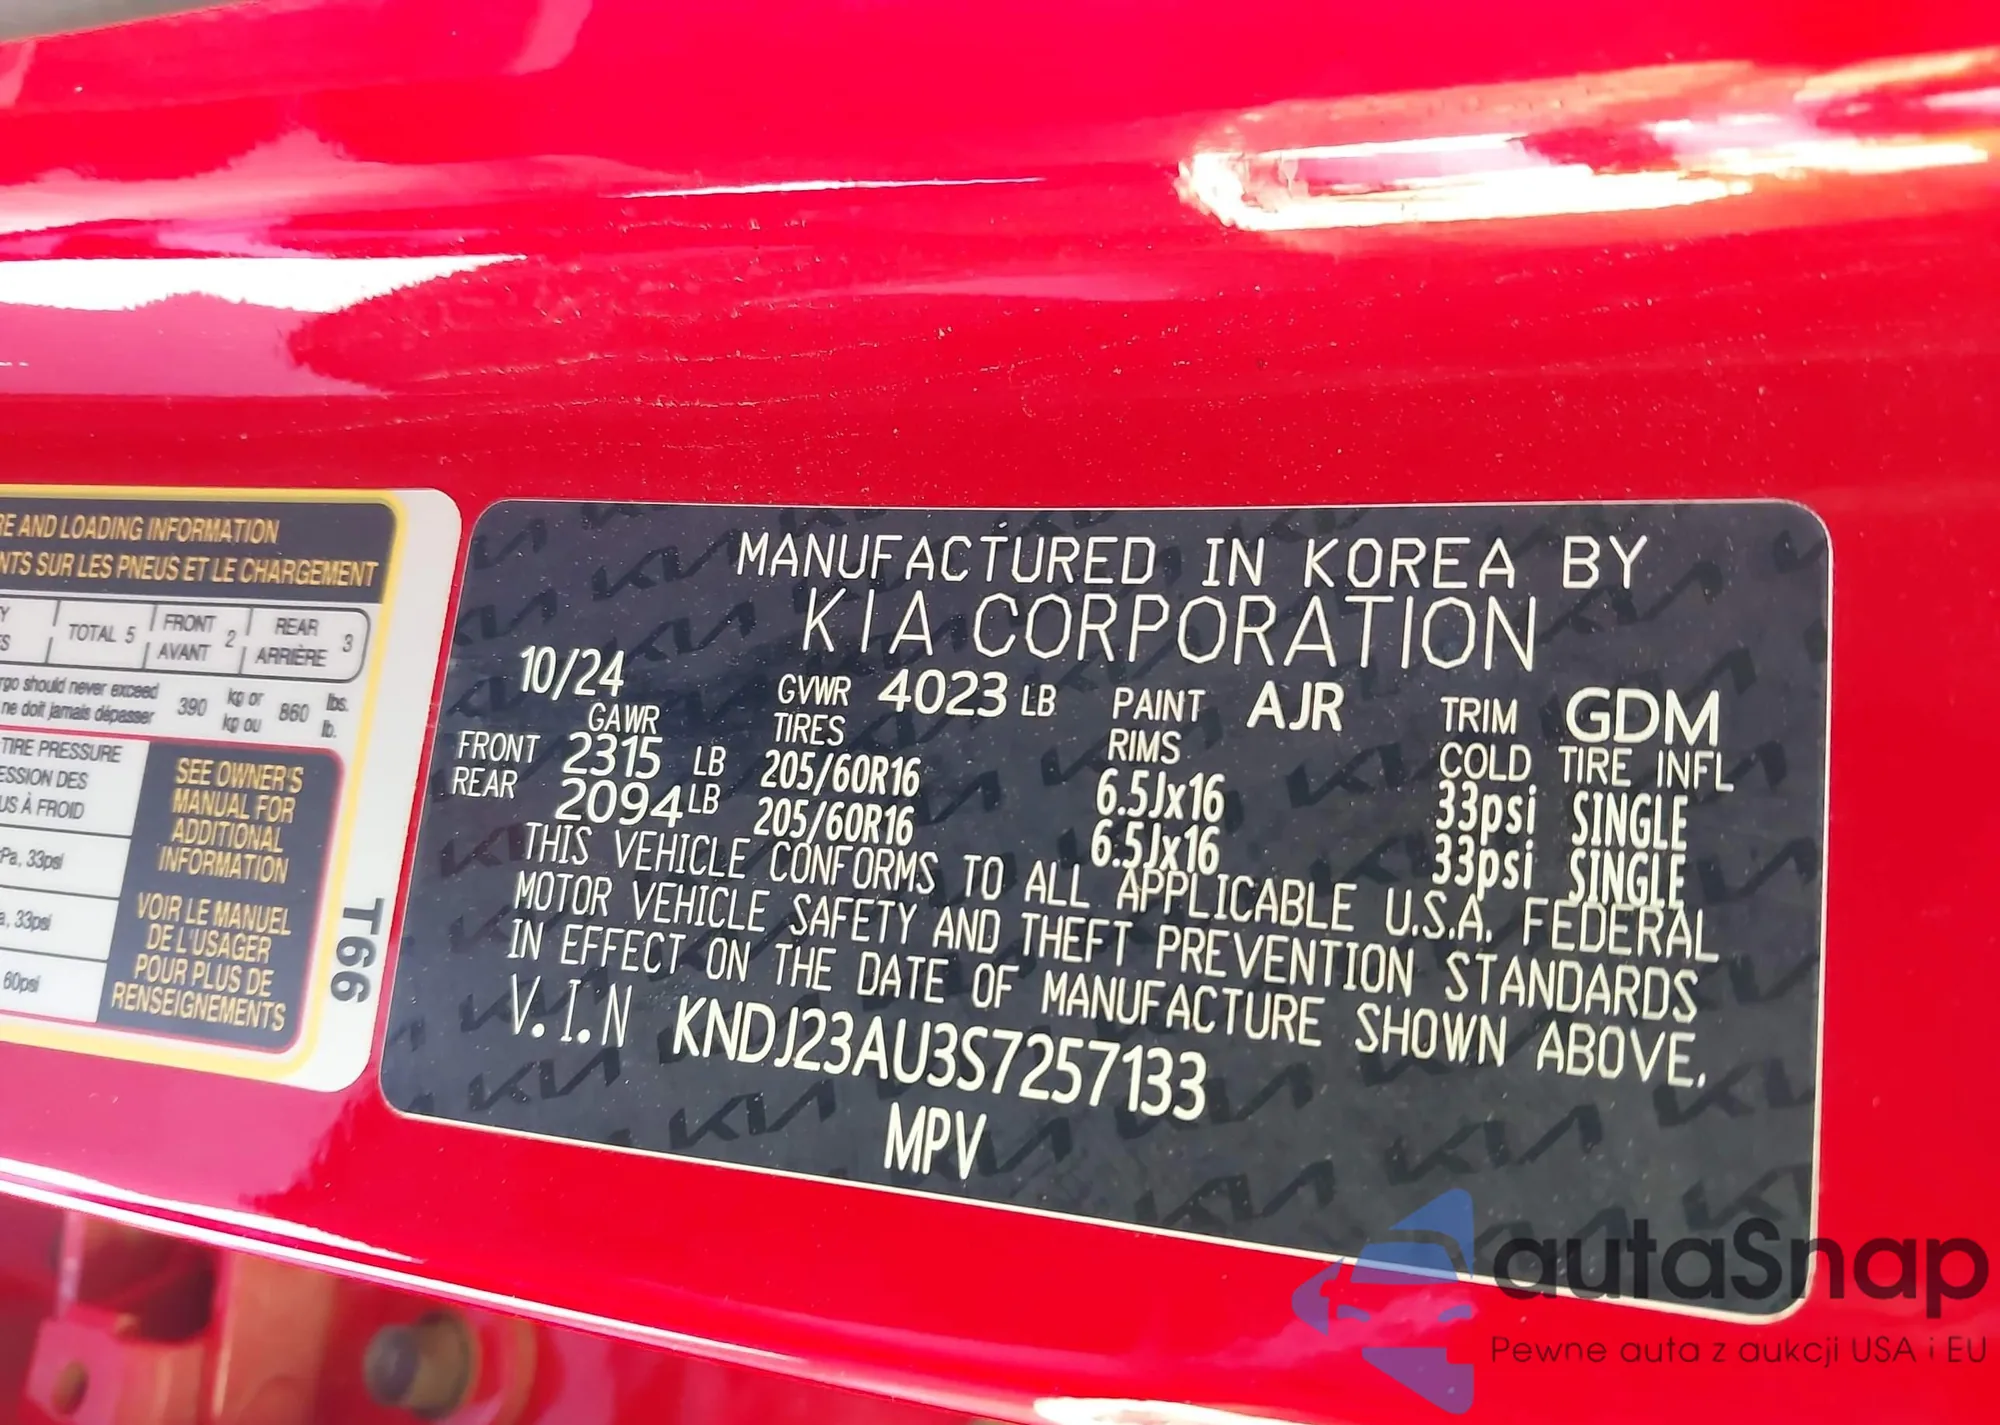 RE AND LOADING INFORMATION
NTS SUR LES PNEUS ET LE CHARGEMENT
TOTAL 5 FRONT AVANT 2 REAR ARRIÈRE 3
rgo should never exceed 390 kg or 860 lbs.
ne doit jamais dépasser kg ou lb.
TIRE PRESSURE
ESSION DES
US À FROID
Pa, 33psi
a, 33psi
60psi
SEE OWNER'S
MANUAL FOR
ADDITIONAL
INFORMATION
VOIR LE MANUEL
DE L'USAGER
POUR PLUS DE
RENSEIGNEMENTS
T66
MANUFACTURED IN KOREA BY
KIA CORPORATION
10/24 GVWR 4023 LB PAINT AJR TRIM GDM
GAWR TIRES RIMS COLD TIRE INFL
FRONT 2315 LB 205/60R16 6.5Jx16 33psi SINGLE
REAR 2094 LB 205/60R16 6.5Jx16 33psi SINGLE
THIS VEHICLE CONFORMS TO ALL APPLICABLE U.S.A. FEDERAL
MOTOR VEHICLE SAFETY AND THEFT PREVENTION STANDARDS
IN EFFECT ON THE DATE OF MANUFACTURE SHOWN ABOVE.
V.I.N KNDJ23AU3S7257133
MPV
autaSnap
Pewne auta z aukcji USA i EU